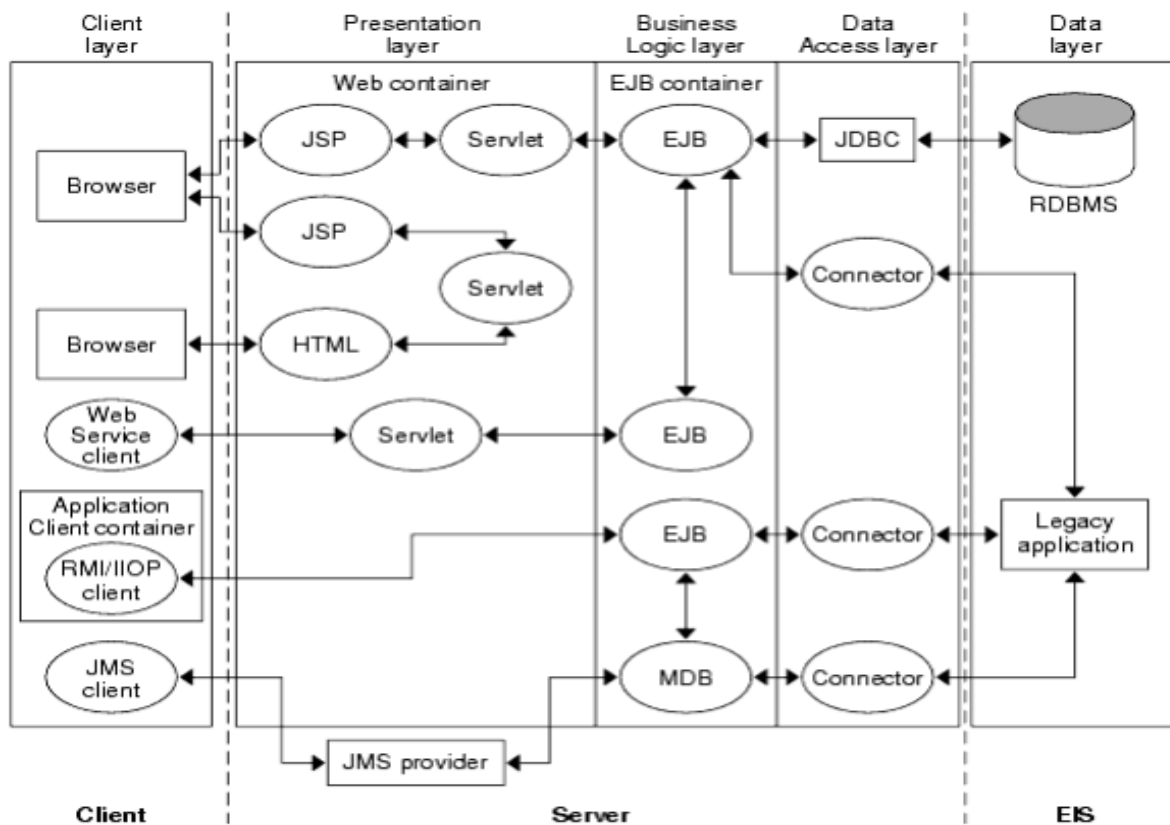 Client
layer
Presentation
layer
Business
Logic layer
Data
Access layer
Data
layer
Web container
EJB container
JSP
Servlet
EJB
JDBC
RDBMS
Browser
JSP
Servlet
Connector
Browser
HTML
Web
Service
client
Servlet
EJB
Application
Client container
RMI/IIOP
client
EJB
Connector
Legacy
application
JMS
client
MDB
Connector
JMS provider
Client
Server
EIS